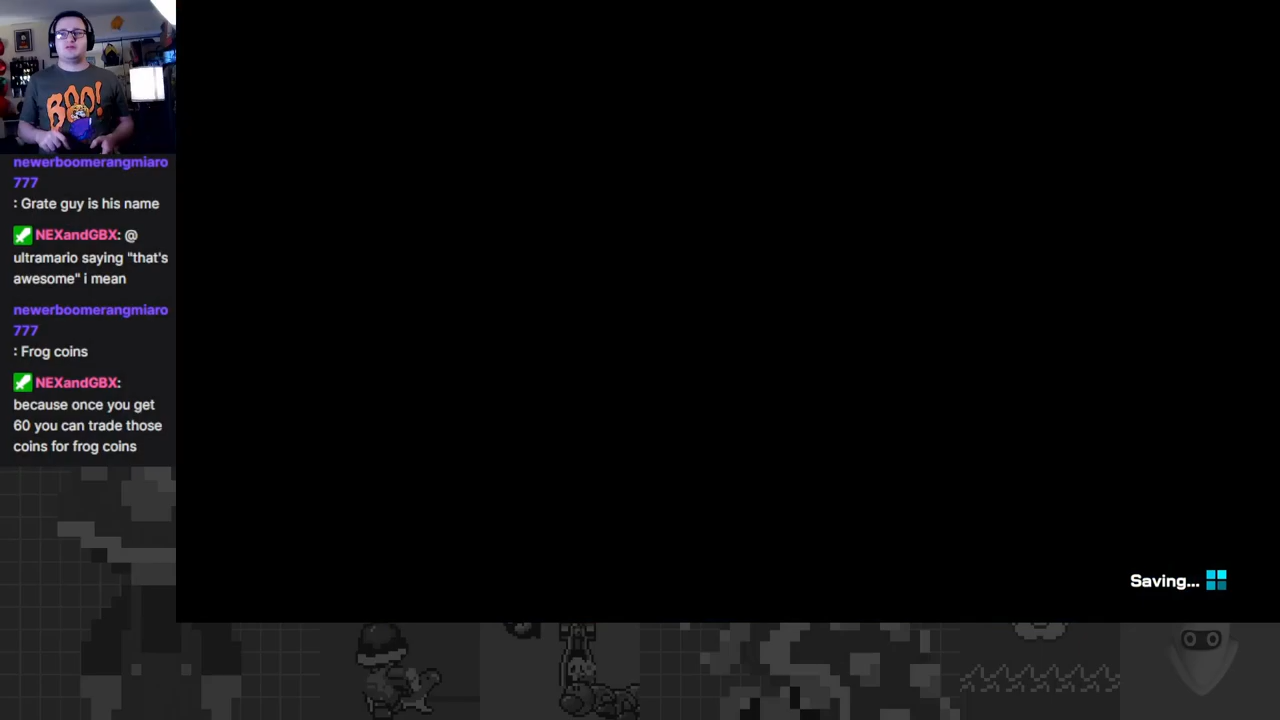 BOO!
newerboomerangmiaro
777
: Grate guy is his name
NEXandGBX: @
ultramario saying "that's
awesome" i mean
newerboomerangmiaro
777
: Frog coins
NEXandGBX:
because once you get
60 you can trade those
coins for frog coins
Saving...